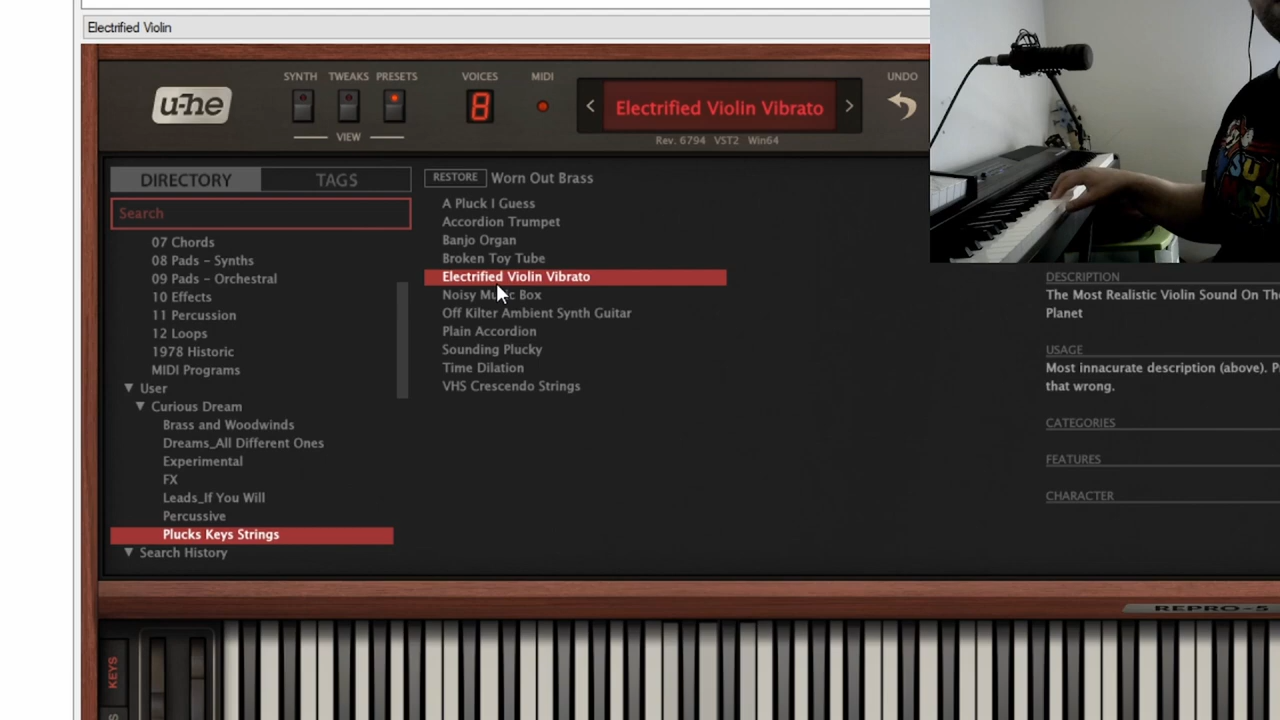 Electrified Violin
u-he
SYNTH TWEAKS PRESETS
VIEW
VOICES
8
MIDI
Electrified Violin Vibrato
Rev. 6794 VST2 Win64
UNDO
DIRECTORY TAGS
Search
07 Chords
08 Pads - Synths
09 Pads - Orchestral
10 Effects
11 Percussion
12 Loops
1978 Historic
MIDI Programs
User
Curious Dream
Brass and Woodwinds
Dreams_All Different Ones
Experimental
FX
Leads_If You Will
Percussive
Plucks Keys Strings
Search History
RESTORE Worn Out Brass
A Pluck I Guess
Accordion Trumpet
Banjo Organ
Broken Toy Tube
Electrified Violin Vibrato
Noisy Music Box
Off Kilter Ambient Synth Guitar
Plain Accordion
Sounding Plucky
Time Dilation
VHS Crescendo Strings
DESCRIPTION
The Most Realistic Violin Sound On The
Planet
USAGE
Most innacurate description (above). P
that wrong.
CATEGORIES
FEATURES
CHARACTER
REPRO-5
KEYS